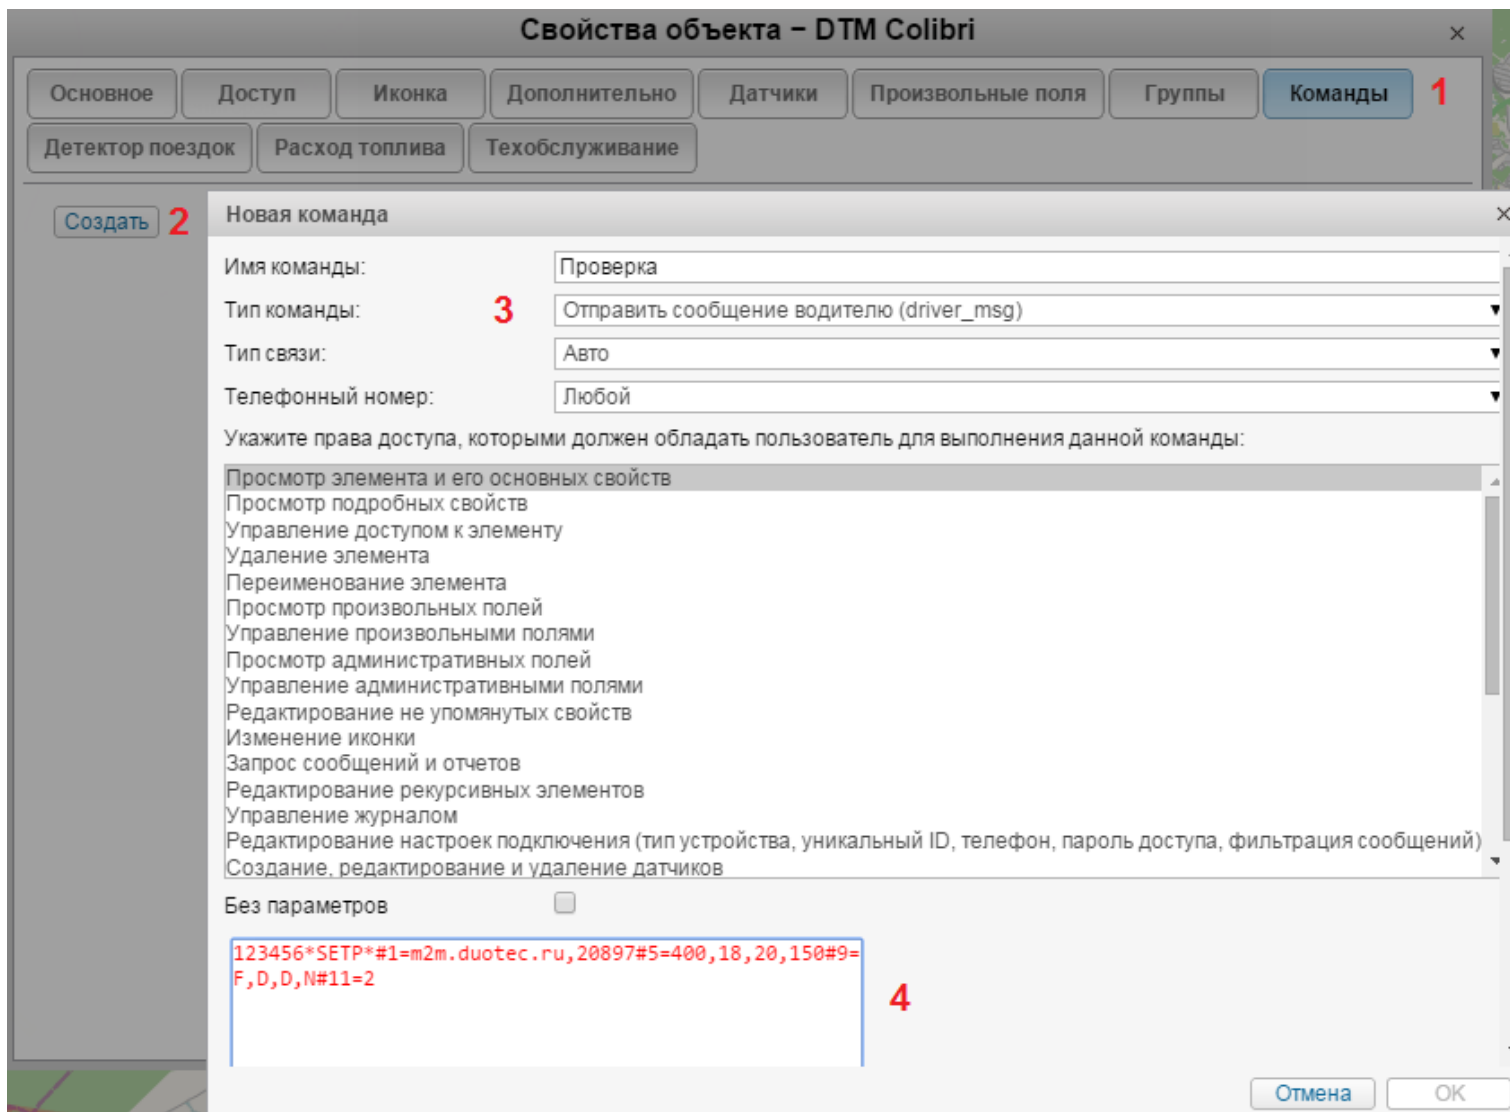 Свойства объекта – DTM Colibri
×
Основное
Доступ
Иконка
Дополнительно
Датчики
Произвольные поля
Группы
Команды
1
Детектор поездок
Расход топлива
Техобслуживание
Создать
2
Новая команда
×
Имя команды:
Проверка
Тип команды:
3
Отправить сообщение водителю (driver_msg)
Тип связи:
Авто
Телефонный номер:
Любой
Укажите права доступа, которыми должен обладать пользователь для выполнения данной команды:
Просмотр элемента и его основных свойств
Просмотр подробных свойств
Управление доступом к элементу
Удаление элемента
Переименование элемента
Просмотр произвольных полей
Управление произвольными полями
Просмотр административных полей
Управление административными полями
Редактирование не упомянутых свойств
Изменение иконки
Запрос сообщений и отчетов
Редактирование рекурсивных элементов
Управление журналом
Редактирование настроек подключения (тип устройства, уникальный ID, телефон, пароль доступа, фильтрация сообщений)
Создание, редактирование и удаление датчиков
Без параметров
123456*SETP*#1=m2m.duotec.ru,20897#5=400,18,20,150#9=
F,D,D,N#11=2
4
Отмена
OK